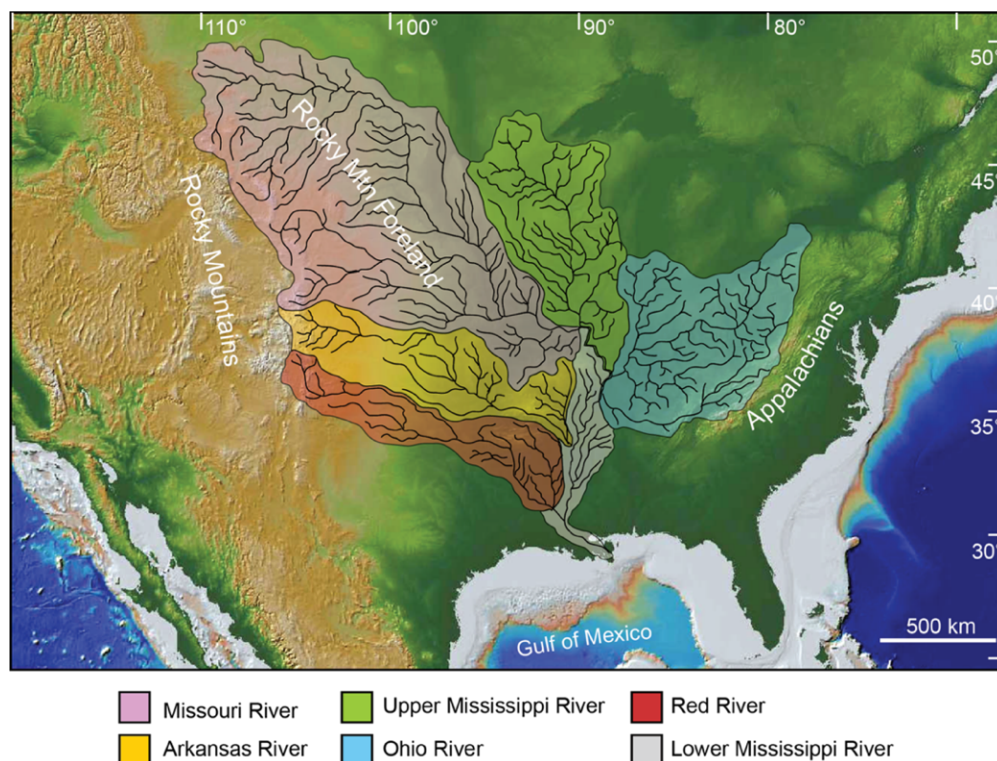 110°
100°
90°
80°
50°
45°
40°
35°
30°
Rocky Mtn Foreland
Rocky Mountains
Appalachians
Gulf of Mexico
500 km
Missouri River
Upper Mississippi River
Red River
Arkansas River
Ohio River
Lower Mississippi River